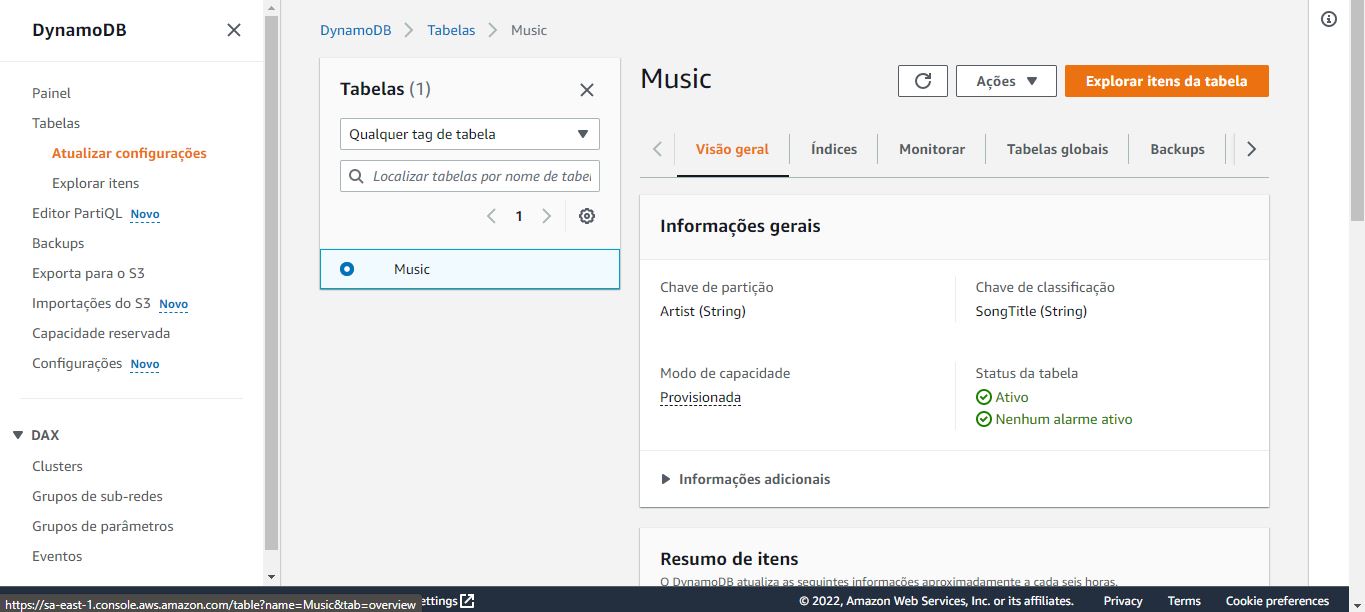 DynamoDB
Painel
Tabelas
Atualizar configurações
Explorar itens
Editor PartiQL Novo
Backups
Exporta para o S3
Importações do S3 Novo
Capacidade reservada
Configurações Novo
DAX
Clusters
Grupos de sub-redes
Grupos de parâmetros
Eventos
DynamoDB Tabelas Music
Tabelas (1)
Qualquer tag de tabela
Localizar tabelas por nome de tabel
1
Music
Music
Ações
Explorar itens da tabela
Visão geral
Índices
Monitorar
Tabelas globais
Backups
Informações gerais
Chave de partição
Artist (String)
Chave de classificação
SongTitle (String)
Modo de capacidade
Provisionada
Status da tabela
Ativo
Nenhum alarme ativo
Informações adicionais
Resumo de itens
O DynamoDB atualiza as seguintes informações aproximadamente a cada seis horas.
https://sa-east-1.console.aws.amazon.com/table?name=Music&tab=overview
ettings
© 2022, Amazon Web Services, Inc. or its affiliates.
Privacy
Terms
Cookie preferences